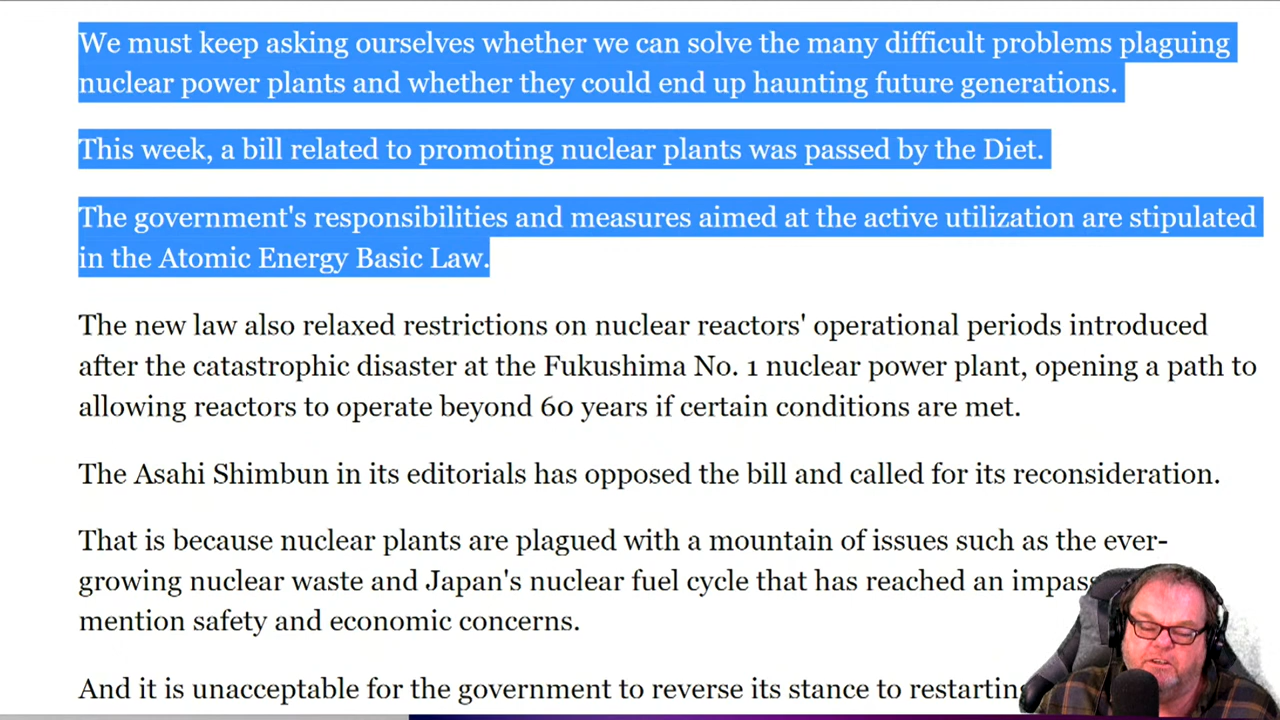 We must keep asking ourselves whether we can solve the many difficult problems plaguing
nuclear power plants and whether they could end up haunting future generations.
This week, a bill related to promoting nuclear plants was passed by the Diet.
The government's responsibilities and measures aimed at the active utilization are stipulated
in the Atomic Energy Basic Law.
The new law also relaxed restrictions on nuclear reactors' operational periods introduced
after the catastrophic disaster at the Fukushima No. 1 nuclear power plant, opening a path to
allowing reactors to operate beyond 60 years if certain conditions are met.
The Asahi Shimbun in its editorials has opposed the bill and called for its reconsideration.
That is because nuclear plants are plagued with a mountain of issues such as the ever-
growing nuclear waste and Japan's nuclear fuel cycle that has reached an
mention safety and economic concerns.
And it is unacceptable for the government to reverse its stance to restarting